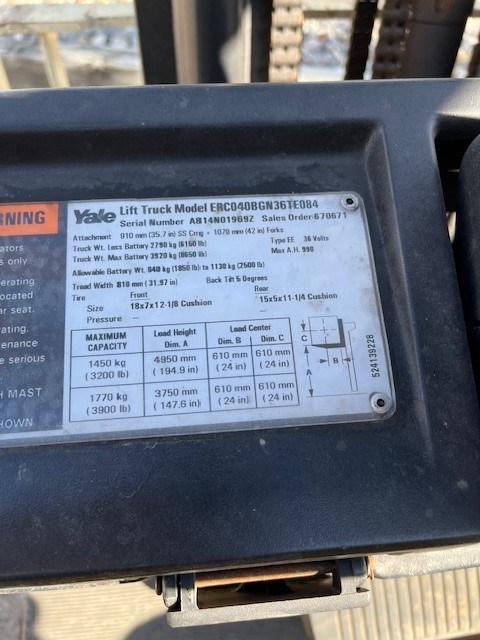 NING
ators
s only
erating
located
ar seat.
rating.
tenance
e serious
H MAST
HOWN
Yale Lift Truck Model ERC040BGN36TE084
Serial Number A814N01969Z Sales Order 670671
Attachment 910 mm (35.7 in) SS Crrg - 1070 mm (42 in) Forks
Truck Wt. Less Battery 2790 kg (6150 lb) Type EE 36 Volts
Truck Wt. Max Battery 3920 kg (8650 lb) Max A.H. 990
Allowable Battery Wt. 840 kg (1850 lb) to 1130 kg (2500 lb)
Tread Width 810 mm ( 31.97 in) Back Tilt 5 Degrees
Tire Front Rear
Size 18x7x12-1/8 Cushion 15x5x11-1/4 Cushion
Pressure — —
MAXIMUM CAPACITY
Load Height Dim. A
Load Center
Dim. B Dim. C
1450 kg 4950 mm 610 mm 610 mm
( 3200 lb) ( 194.9 in) ( 24 in) ( 24 in)
1770 kg 3750 mm 610 mm 610 mm
( 3900 lb) ( 147.6 in) ( 24 in) ( 24 in)
C
B
A
524139228